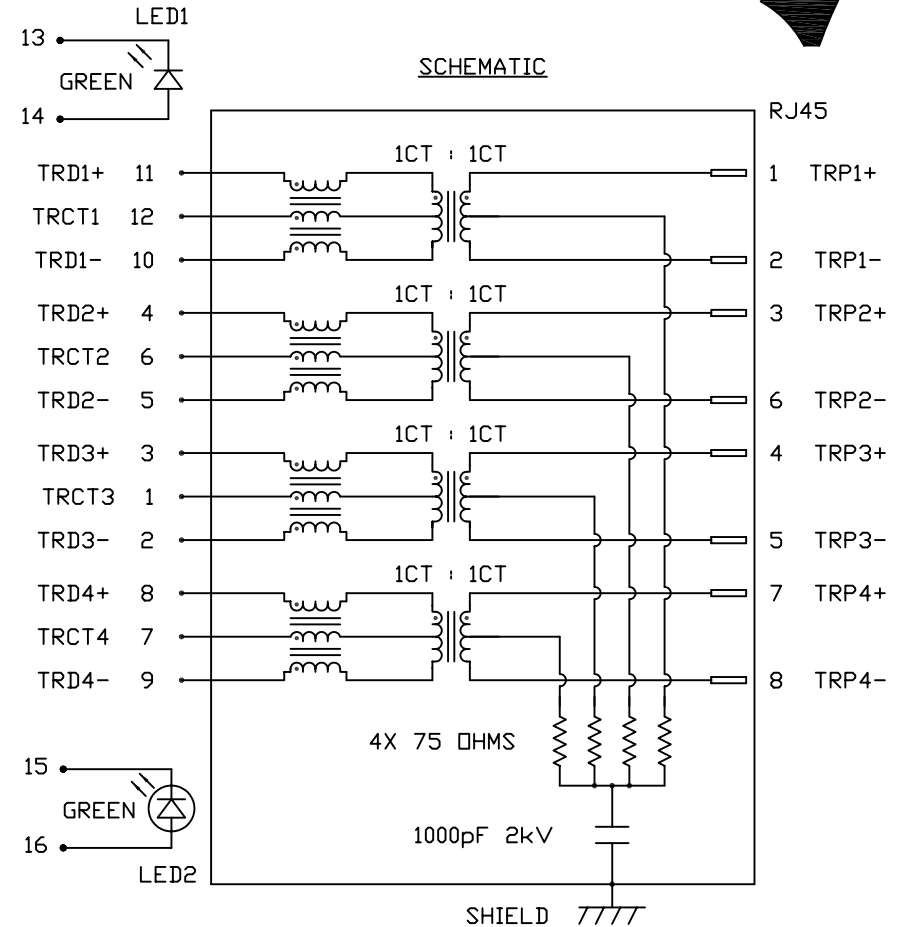 LED1
13
GREEN
14
SCHEMATIC
RJ45
1CT : 1CT
TRD1+ 11 1 TRP1+
TRCT1 12
TRD1- 10 2 TRP1-
1CT : 1CT
TRD2+ 4 3 TRP2+
TRCT2 6
TRD2- 5 6 TRP2-
1CT : 1CT
TRD3+ 3 4 TRP3+
TRCT3 1
TRD3- 2 5 TRP3-
1CT : 1CT
TRD4+ 8 7 TRP4+
TRCT4 7
TRD4- 9 8 TRP4-
4X 75 OHMS
15
GREEN
16
LED2
1000pF 2kV
SHIELD